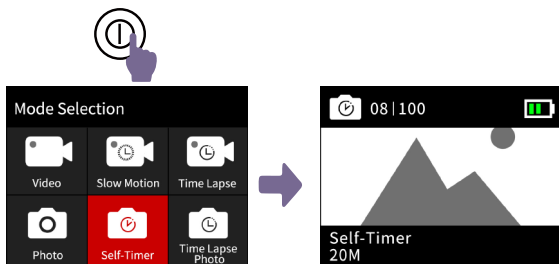 Mode Selection
Video
Slow Motion
Time Lapse
Photo
Self-Timer
Time Lapse
Photo
08|100
Self-Timer
20M